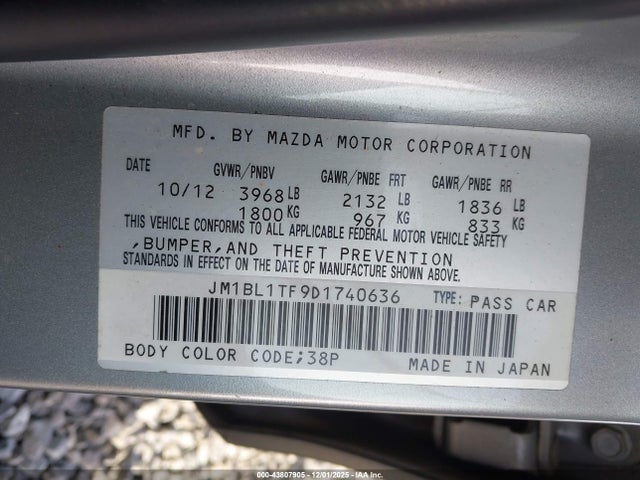 MFD. BY MAZDA MOTOR CORPORATION
DATE GVWR/PNBV GAWR/PNBE FRT GAWR/PNBE RR
10/12 3968 LB 2132 LB 1836 LB
1800 KG 967 KG 833 KG
THIS VEHICLE CONFORMS TO ALL APPLICABLE FEDERAL MOTOR VEHICLE SAFETY
,BUMPER,AND THEFT PREVENTION
STANDARDS IN EFFECT ON THE DATE OF MANUFACTURE SHOWN ABOVE.
JM1BL1TF9D1740636 TYPE: PASS CAR
BODY COLOR CODE;38P MADE IN JAPAN
000-43807905 - 12/01/2025 - IAAI INC.